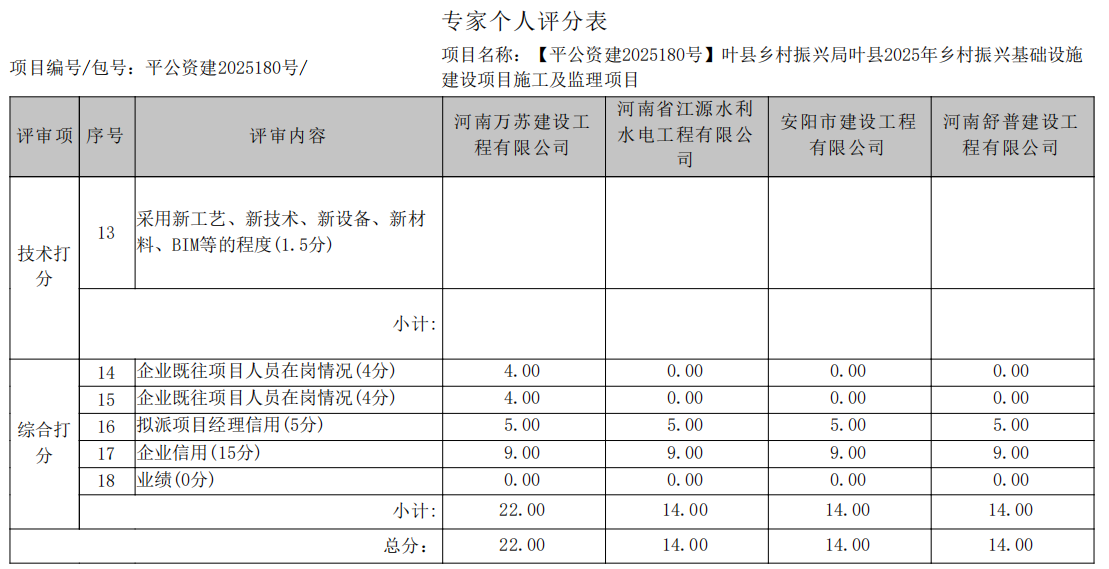 专家个人评分表
项目编号/包号：平公资建2025180号/
项目名称：【平公资建2025180号】叶县乡村振兴局叶县2025年乡村振兴基础设施
建设项目施工及监理项目
评审项 序号 评审内容
河南万苏建设工
程有限公司
河南省江源水利
水电工程有限公
司
安阳市建设工程
有限公司
河南舒普建设工
程有限公司
技术打
分
13
采用新工艺、新技术、新设备、新材
料、BIM等的程度(1.5分)
小计:
综合打
分
14 企业既往项目人员在岗情况(4分) 4.00 0.00 0.00 0.00
15 企业既往项目人员在岗情况(4分) 4.00 0.00 0.00 0.00
16 拟派项目经理信用(5分) 5.00 5.00 5.00 5.00
17 企业信用(15分) 9.00 9.00 9.00 9.00
18 业绩(0分) 0.00 0.00 0.00 0.00
小计: 22.00 14.00 14.00 14.00
总分： 22.00 14.00 14.00 14.00